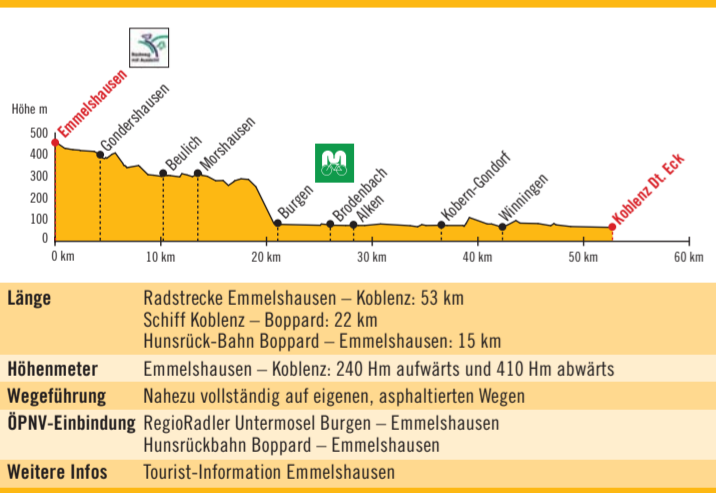 Emmelshausen
Gondershausen
Beulich
Morshausen
Burgen
Brodenbach
Alken
Kobern-Gondorf
Winningen
Koblenz Dt. Eck
Höhe m
500
400
300
200
100
0
0 km
10 km
20 km
30 km
40 km
50 km
60 km
Länge Radstrecke Emmelshausen – Koblenz: 53 km
Schiff Koblenz – Boppard: 22 km
Hunsrück-Bahn Boppard – Emmelshausen: 15 km
Höhenmeter Emmelshausen – Koblenz: 240 Hm aufwärts und 410 Hm abwärts
Wegeführung Nahezu vollständig auf eigenen, asphaltierten Wegen
ÖPNV-Einbindung RegioRadler Untermosel Burgen – Emmelshausen
Hunsrückbahn Boppard – Emmelshausen
Weitere Infos Tourist-Information Emmelshausen